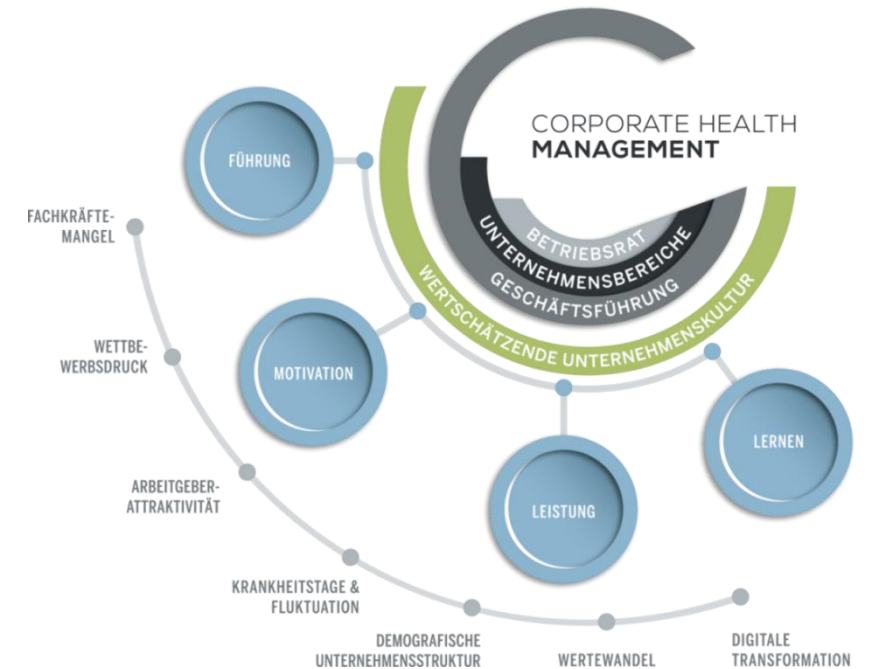 CORPORATE HEALTH
MANAGEMENT
BETRIEBSRAT
UNTERNEHMENSBEREICHE
GESCHÄFTSFÜHRUNG
WERTSCHÄTZENDE UNTERNEHMENSKULTUR
FÜHRUNG
MOTIVATION
LEISTUNG
LERNEN
FACHKRÄFTE-
MANGEL
WETTBE-
WERBSDRUCK
ARBEITGEBER-
ATTRAKTIVITÄT
KRANKHEITSTAGE &
FLUKTUATION
DEMOGRAFISCHE
UNTERNEHMENSSTRUKTUR
WERTEWANDEL
DIGITALE
TRANSFORMATION